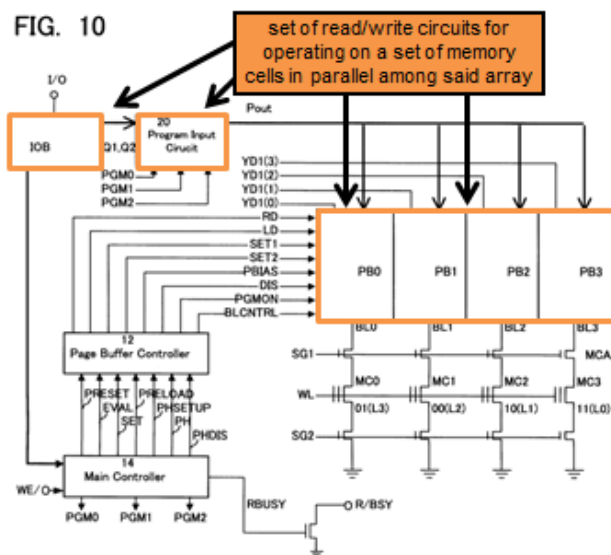 FIG. 10
set of read/write circuits for
operating on a set of memory
cells in parallel among said array
I/O
Pout
IOB
20
Program Input
Cirucit
Q1,Q2
PGM0
PGM1
PGM2
YD1(3)
YD1(2)
YD1(1)
YD1(0)
RD
LD
SET1
SET2
PBIAS
DIS
PGMON
BLCNTRL
PB0 PB1 PB2 PB3
BL0 BL1 BL2 BL3
12
Page Buffer Controller
SG1
MCA
MC0 MC1 MC2 MC3
WL
01(L3) 00(L2) 10(L1) 11(L0)
SG2
PRESET
EVAL
SET
PRELOAD
PHSETUP
PH
PHDIS
14
Main Controller
WE/O
RBUSY
R/BSY
PGM0 PGM1 PGM2